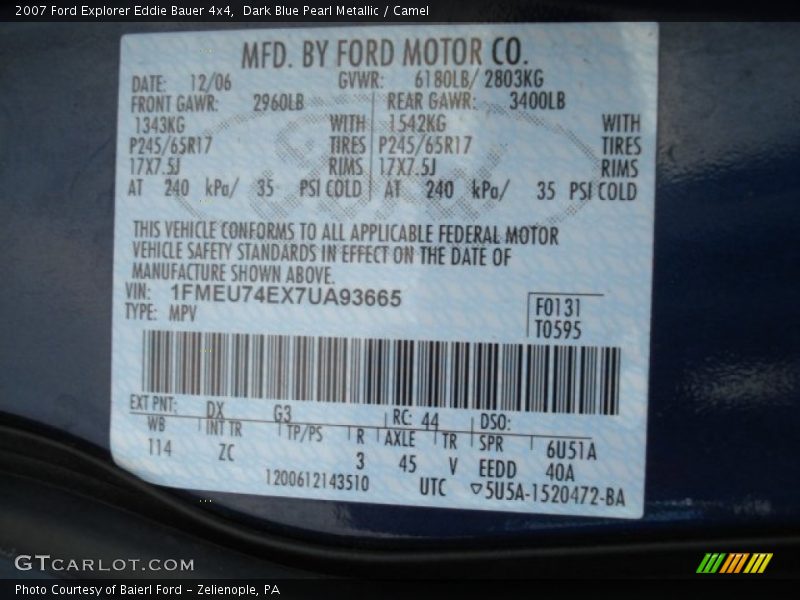 2007 Ford Explorer Eddie Bauer 4x4,  Dark Blue Pearl Metallic / Camel
MFD. BY FORD MOTOR CO.
DATE: 12/06 GVWR: 6180LB/ 2803KG
FRONT GAWR: 2960LB REAR GAWR: 3400LB
1343KG WITH 1542KG WITH
P245/65R17 TIRES P245/65R17 TIRES
17X7.5J RIMS 17X7.5J RIMS
AT 240 kPa/ 35 PSI COLD AT 240 kPa/ 35 PSI COLD
THIS VEHICLE CONFORMS TO ALL APPLICABLE FEDERAL MOTOR
VEHICLE SAFETY STANDARDS IN EFFECT ON THE DATE OF
MANUFACTURE SHOWN ABOVE.
VIN: 1FMEU74EX7UA93665
TYPE: MPV
F0131
T0595
EXT PNT: DX G3 RC: 44 DSO:
WB INT TR TP/PS R AXLE TR SPR 6U51A
114 ZC 3 45 V EEDD 40A
1200612143510 UTC ▽5U5A-1520472-BA
GTCARLOT.COM
Photo Courtesy of Baierl Ford - Zelienople, PA